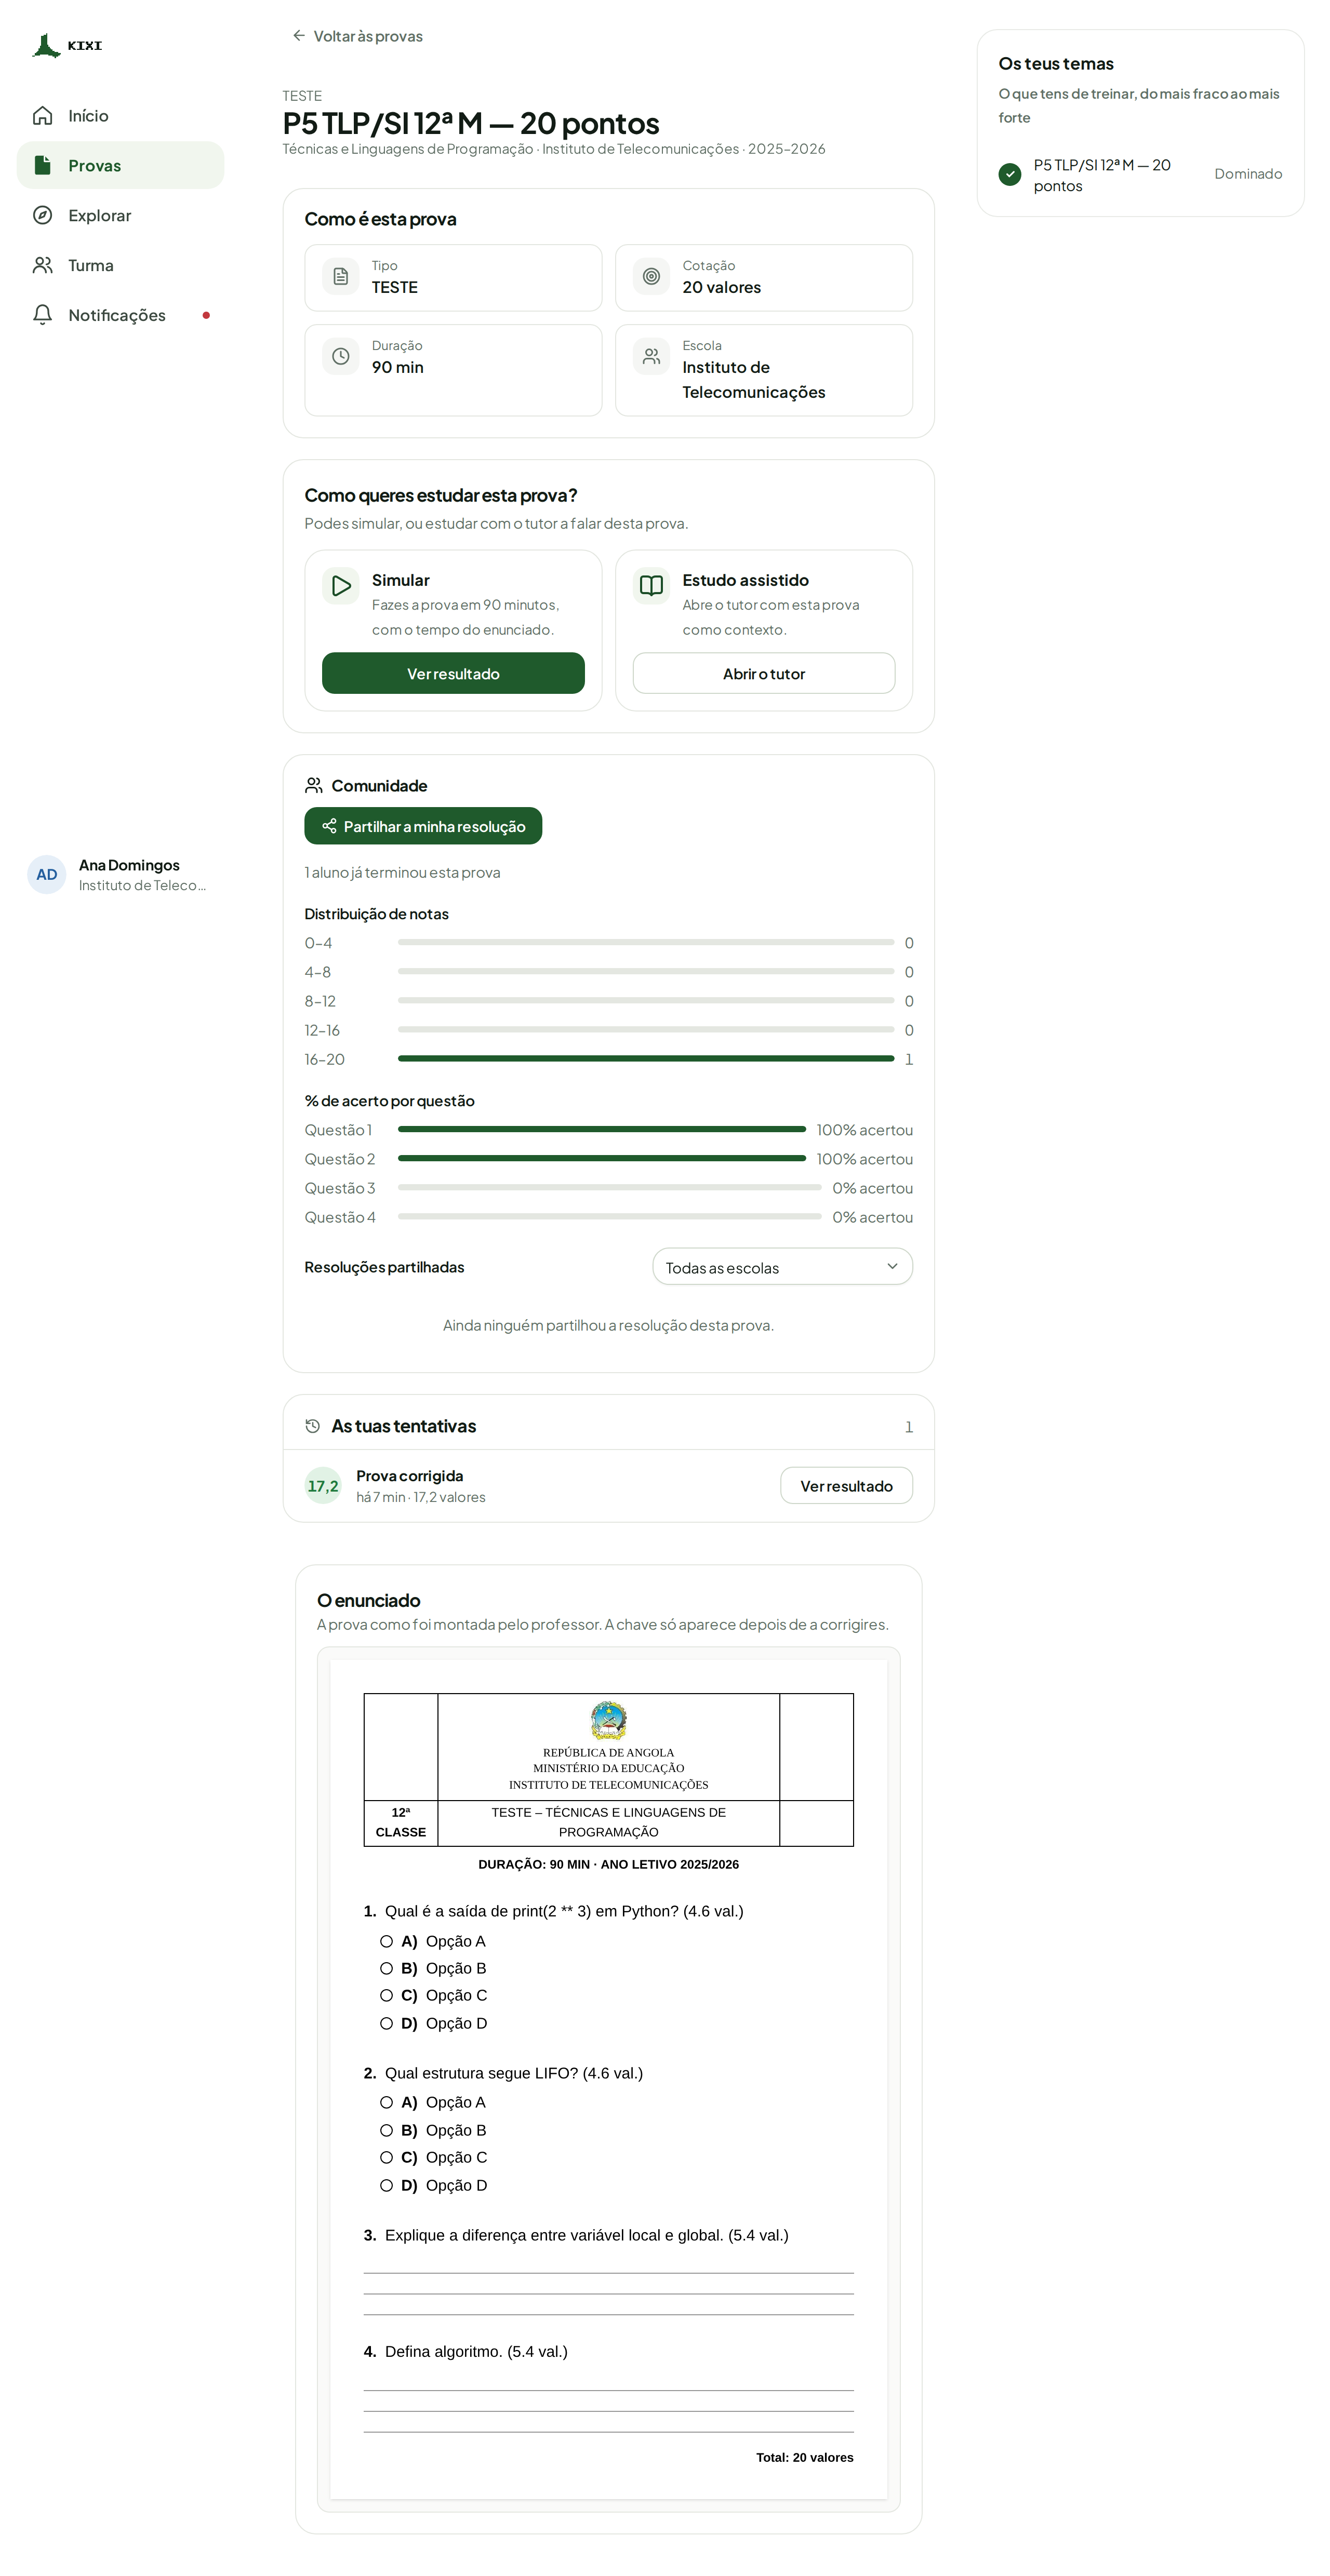 KIXI
Início
Provas
Explorar
Turma
Notificações
AD
Ana Domingos
Instituto de Teleco...
Voltar às provas
TESTE
P5 TLP/SI 12ª M — 20 pontos
Técnicas e Linguagens de Programação · Instituto de Telecomunicações · 2025–2026
Como é esta prova
Tipo
TESTE
Cotação
20 valores
Duração
90 min
Escola
Instituto de
Telecomunicações
Como queres estudar esta prova?
Podes simular, ou estudar com o tutor a falar desta prova.
Simular
Fazes a prova em 90 minutos,
com o tempo do enunciado.
Ver resultado
Estudo assistido
Abre o tutor com esta prova
como contexto.
Abrir o tutor
Comunidade
Partilhar a minha resolução
1 aluno já terminou esta prova
Distribuição de notas
0–4 0
4–8 0
8–12 0
12–16 0
16–20 1
% de acerto por questão
Questão 1 100% acertou
Questão 2 100% acertou
Questão 3 0% acertou
Questão 4 0% acertou
Resoluções partilhadas
Todas as escolas
Ainda ninguém partilhou a resolução desta prova.
As tuas tentativas 1
17,2
Prova corrigida
há 7 min · 17,2 valores
Ver resultado
O enunciado
A prova como foi montada pelo professor. A chave só aparece depois de a corrigires.
REPÚBLICA DE ANGOLA
MINISTÉRIO DA EDUCAÇÃO
INSTITUTO DE TELECOMUNICAÇÕES
12ª
CLASSE
TESTE – TÉCNICAS E LINGUAGENS DE
PROGRAMAÇÃO
DURAÇÃO: 90 MIN · ANO LETIVO 2025/2026
1. Qual é a saída de print(2 ** 3) em Python? (4.6 val.)
A) Opção A
B) Opção B
C) Opção C
D) Opção D
2. Qual estrutura segue LIFO? (4.6 val.)
A) Opção A
B) Opção B
C) Opção C
D) Opção D
3. Explique a diferença entre variável local e global. (5.4 val.)
4. Defina algoritmo. (5.4 val.)
Total: 20 valores
Os teus temas
O que tens de treinar, do mais fraco ao mais
forte
P5 TLP/SI 12ª M — 20
pontos
Dominado